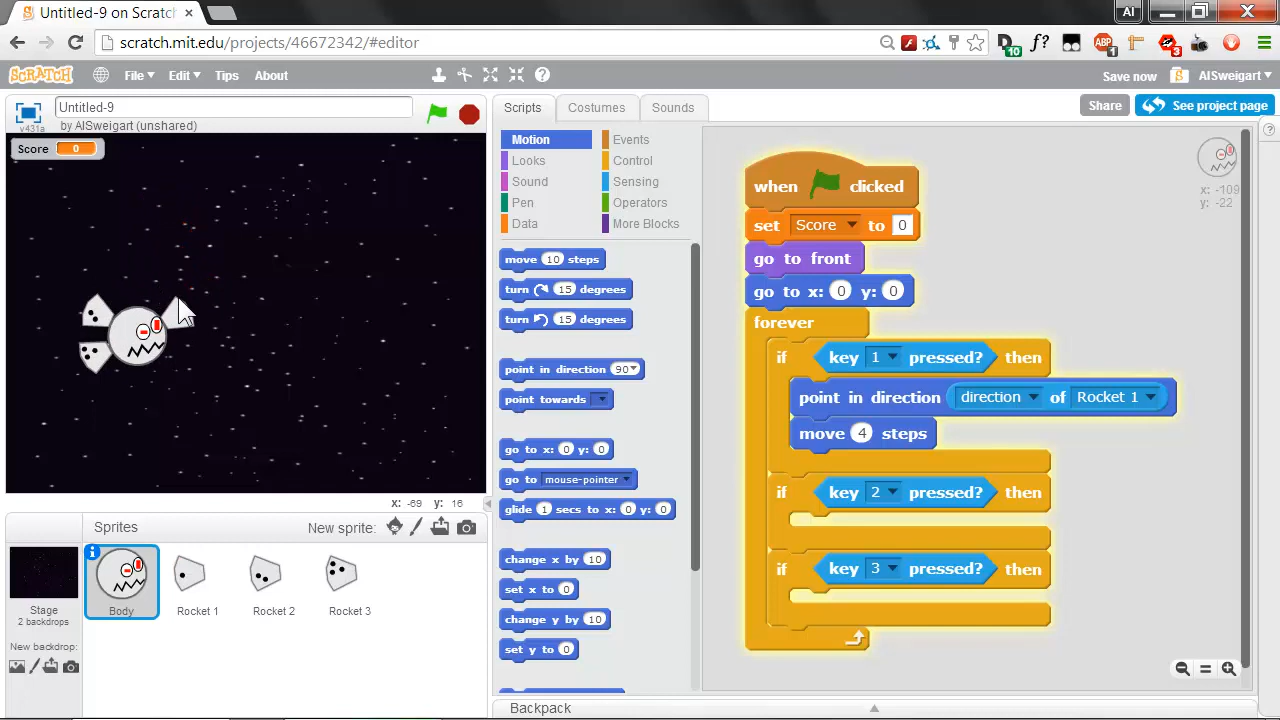 Untitled-9 on Scratch ×
AI
scratch.mit.edu/projects/46672342/#editor
10
f?
ABP
1
3
SCRATCH
File▾ Edit▾ Tips About
Save now
AlSweigart▾
v431a
Untitled-9
by AlSweigart (unshared)
Scripts
Costumes
Sounds
Share
See project page
Score 0
Motion
Looks
Sound
Pen
Data
Events
Control
Sensing
Operators
More Blocks
move 10 steps
turn 15 degrees
turn 15 degrees
point in direction 90▾
point towards
go to x: 0 y: 0
go to mouse-pointer
glide 1 secs to x: 0 y: 0
change x by 10
set x to 0
change y by 10
set y to 0
when clicked
set Score to 0
go to front
go to x: 0 y: 0
forever
if key 1 pressed? then
point in direction direction of Rocket 1
move 4 steps
if key 2 pressed? then
if key 3 pressed? then
x: -109
y: -22
x: -69 y: 16
Sprites
New sprite:
Stage
2 backdrops
New backdrop:
Body
Rocket 1
Rocket 2
Rocket 3
Backpack